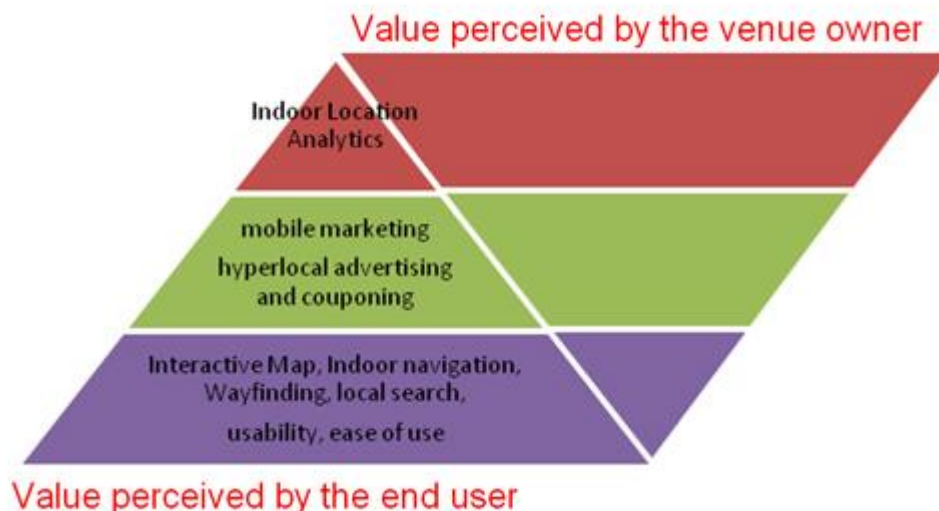 Value perceived by the venue owner
Indoor Location
Analytics
mobile marketing
hyperlocal advertising
and couponing
Interactive Map, Indoor navigation,
Wayfinding, local search,
usability, ease of use
Value perceived by the end user